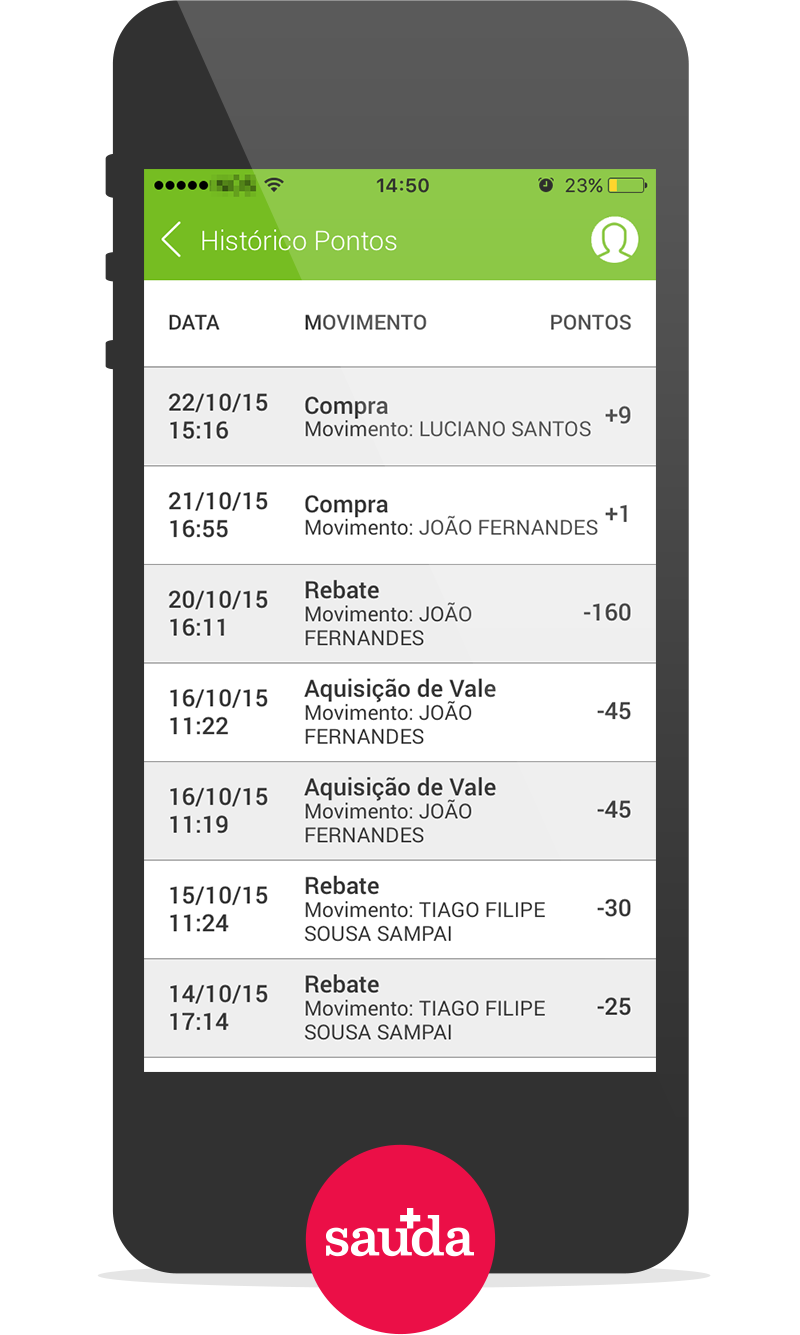 14:50
23%
Histórico Pontos
DATA MOVIMENTO PONTOS
22/10/15
15:16
Compra
Movimento: LUCIANO SANTOS
+9
21/10/15
16:55
Compra
Movimento: JOÃO FERNANDES
+1
20/10/15
16:11
Rebate
Movimento: JOÃO
FERNANDES
-160
16/10/15
11:22
Aquisição de Vale
Movimento: JOÃO
FERNANDES
-45
16/10/15
11:19
Aquisição de Vale
Movimento: JOÃO
FERNANDES
-45
15/10/15
11:24
Rebate
Movimento: TIAGO FILIPE
SOUSA SAMPAI
-30
14/10/15
17:14
Rebate
Movimento: TIAGO FILIPE
SOUSA SAMPAI
-25
sauda